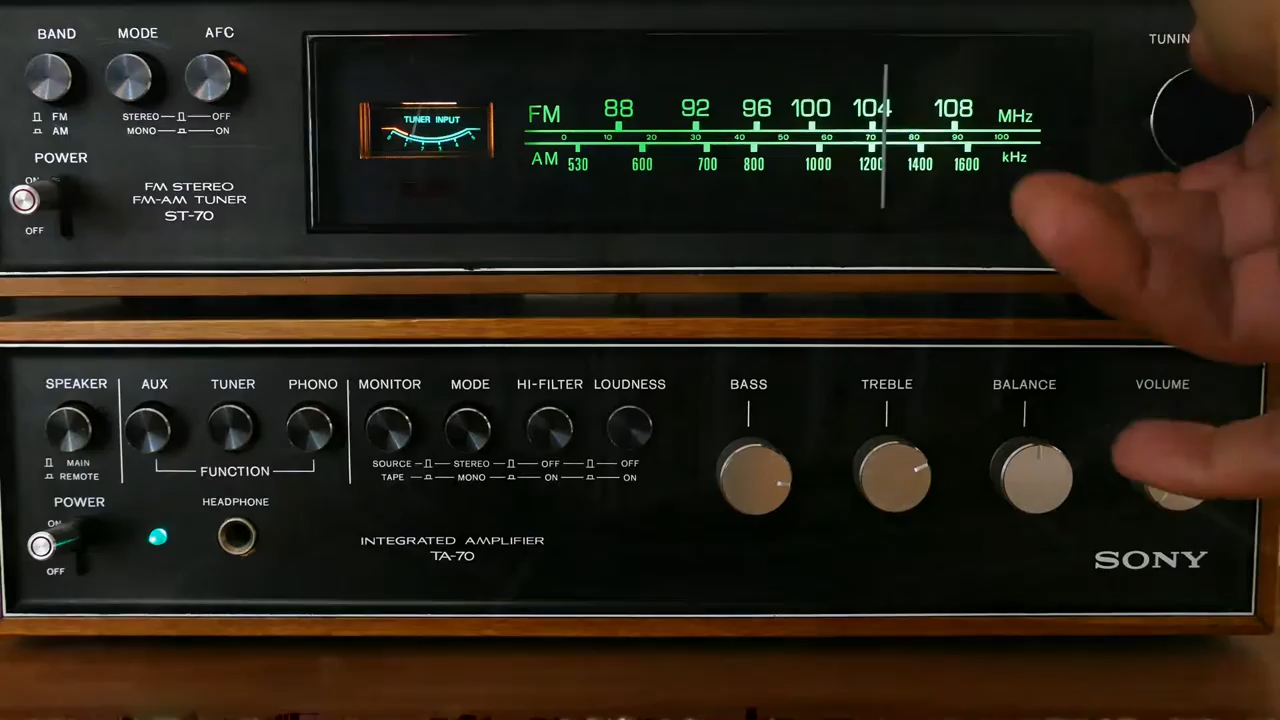 BAND MODE AFC
FM STEREO OFF
AM MONO ON
POWER
ON
OFF
FM STEREO
FM-AM TUNER
ST-70
TUNER INPUT
FM 88 92 96 100 104 108 MHz
0 10 20 30 40 50 60 70 80 90 100
AM 530 600 700 800 1000 1200 1400 1600 kHz
SPEAKER AUX TUNER PHONO MONITOR MODE HI-FILTER LOUDNESS BASS TREBLE BALANCE VOLUME
MAIN
REMOTE
FUNCTION
SOURCE STEREO OFF OFF
TAPE MONO ON ON
POWER
ON
OFF
HEADPHONE
INTEGRATED AMPLIFIER
TA-70
SONY